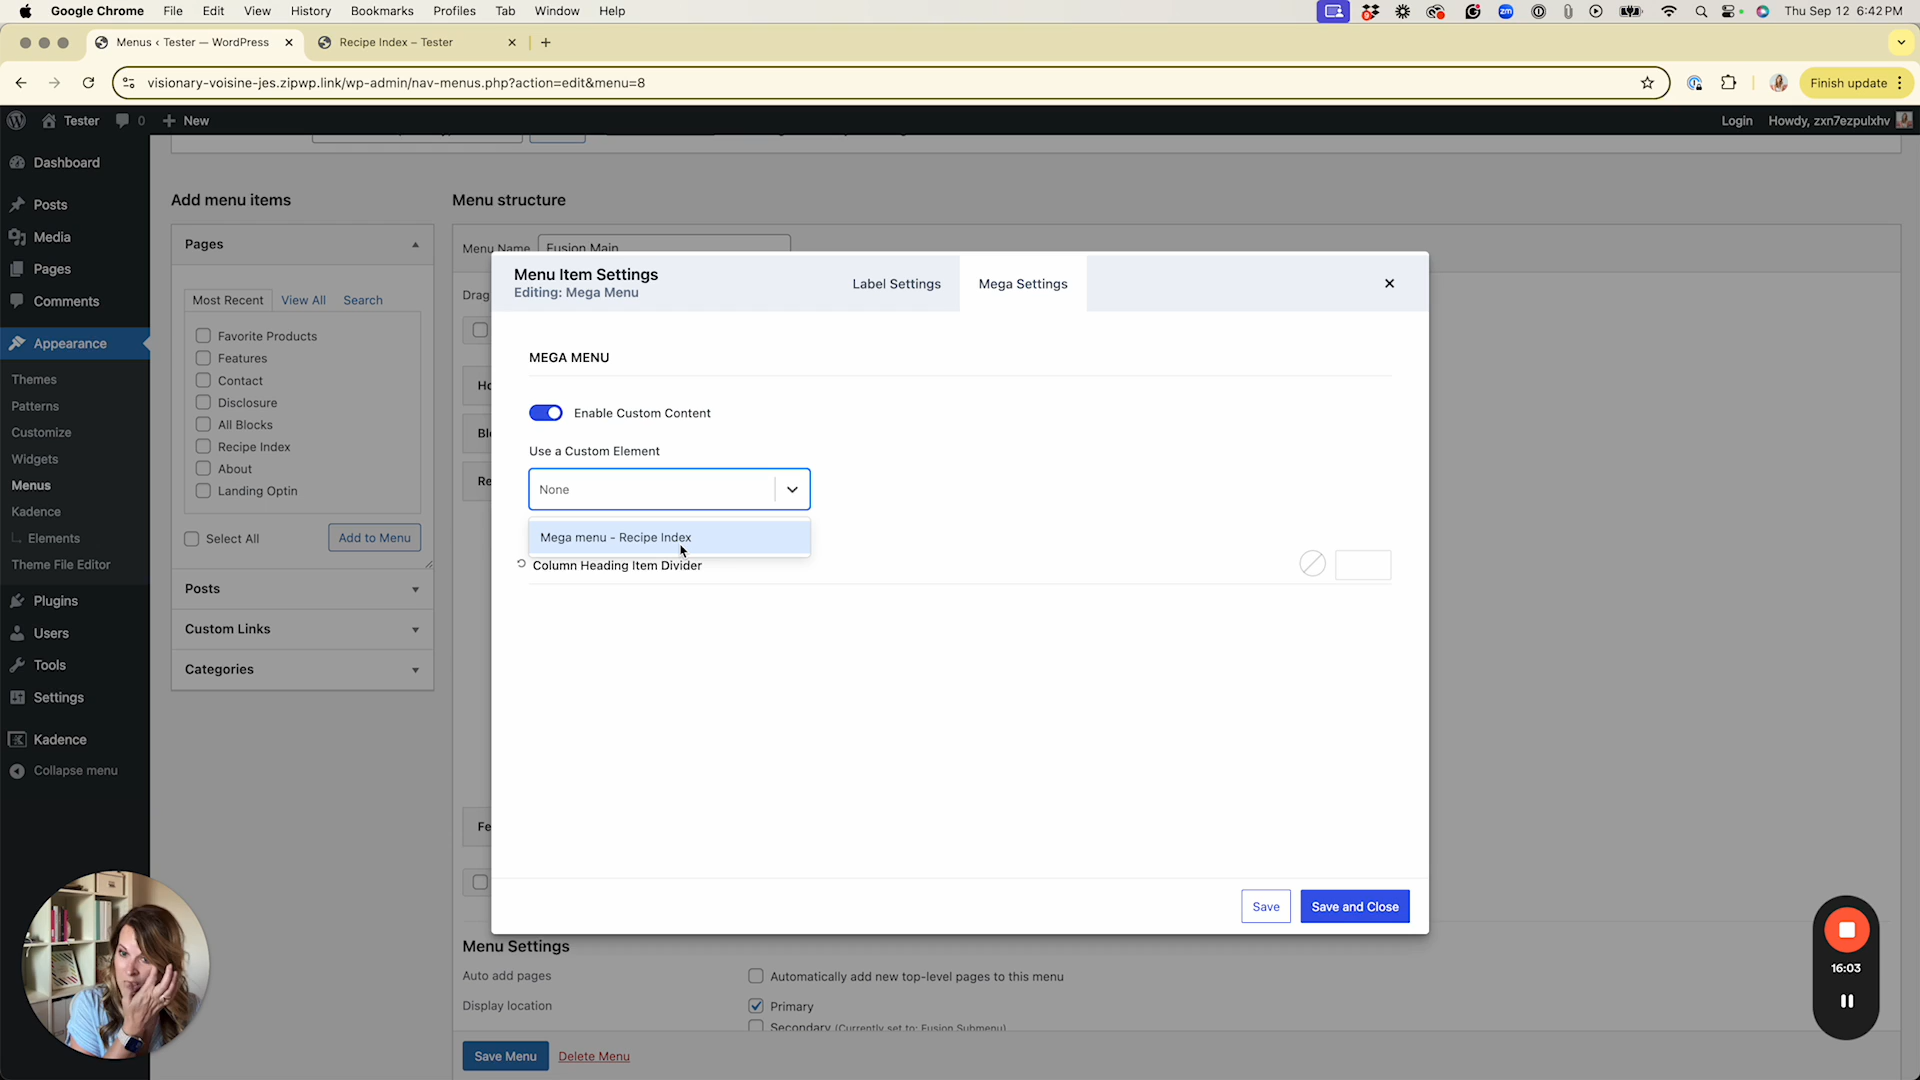 Google Chrome File Edit View History Bookmarks Profiles Tab Window Help
zm
Thu Sep 12 6:42 PM
Menus ‹ Tester — WordPress
Recipe Index – Tester
visionary-voisine-jes.zipwp.link/wp-admin/nav-menus.php?action=edit&menu=8
Finish update
Tester 0 New
Login Howdy, zxn7ezpulxhv
Dashboard
Posts
Media
Pages
Comments
Appearance
Themes
Patterns
Customize
Widgets
Menus
Kadence
Elements
Theme File Editor
Plugins
Users
Tools
Settings
Kadence
Collapse menu
Add menu items
Pages
Most Recent View All Search
Favorite Products
Features
Contact
Disclosure
All Blocks
Recipe Index
About
Landing Optin
Select All
Add to Menu
Posts
Custom Links
Categories
Menu structure
Menu Name Fusion Main
Drag
Ho
Blo
Re
Fe
Menu Item Settings
Editing: Mega Menu
Label Settings
Mega Settings
MEGA MENU
Enable Custom Content
Use a Custom Element
None
Mega menu - Recipe Index
Column Heading Item Divider
Save
Save and Close
Menu Settings
Auto add pages
Automatically add new top-level pages to this menu
Display location
Primary
Secondary (Currently set to: Fusion Submenu)
Save Menu
Delete Menu
16:03